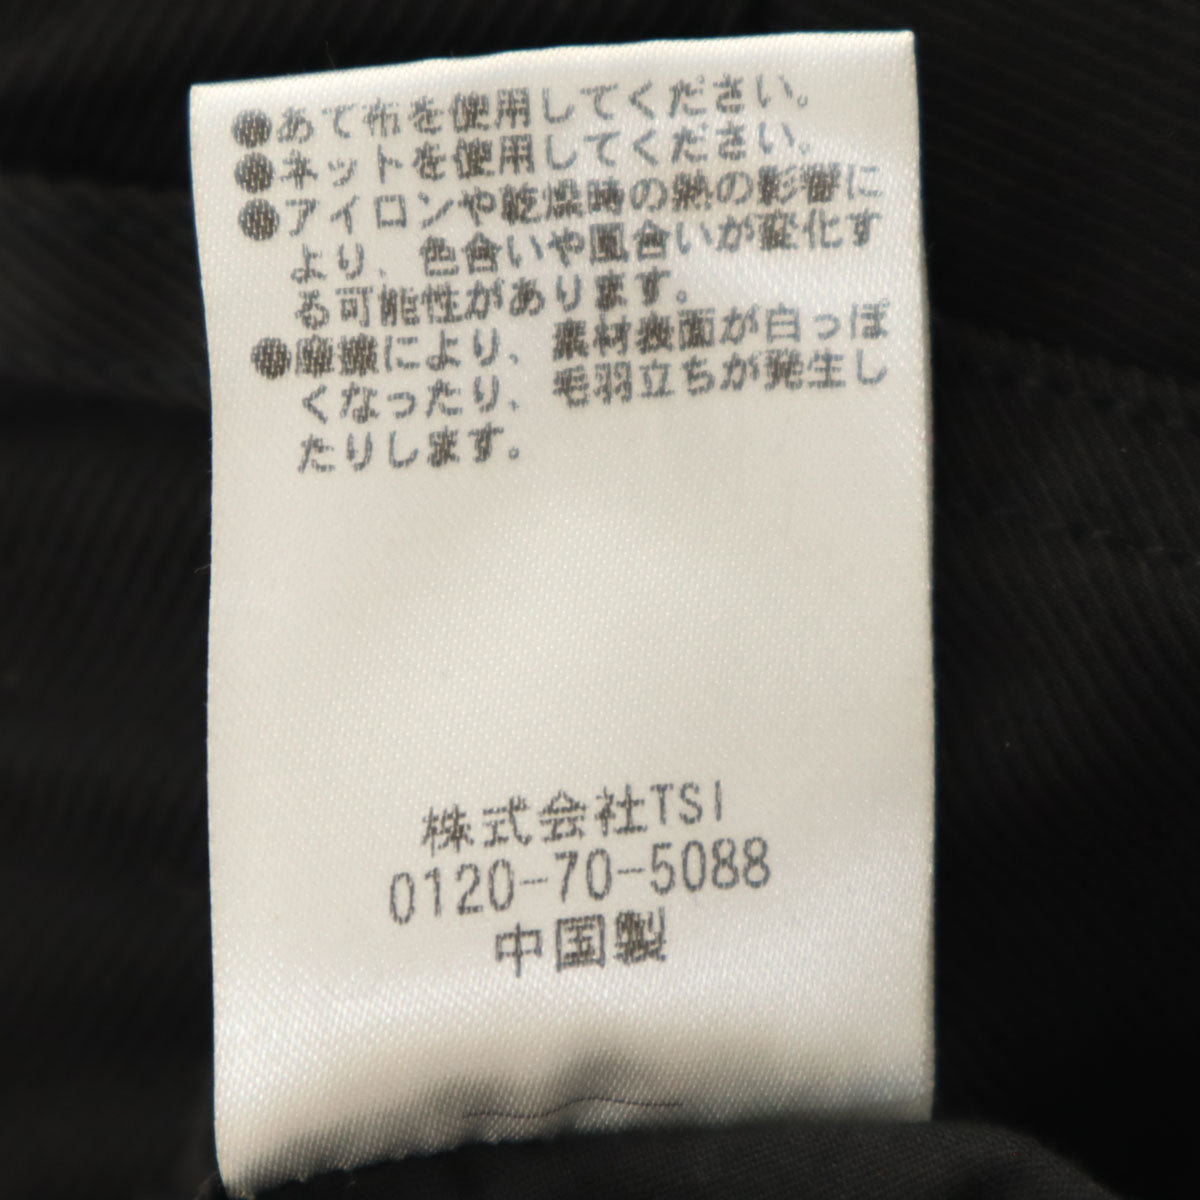 ●あて布を使用してください。
●ネットを使用してください。
●アイロンや乾燥時の熱の影響に
より、色合いや風合いが変化す
る可能性があります。
●摩擦により、素材表面が白っぽ
くなったり、毛羽立ちが発生し
たりします。
株式会社TSI
0120-70-5088
中国製